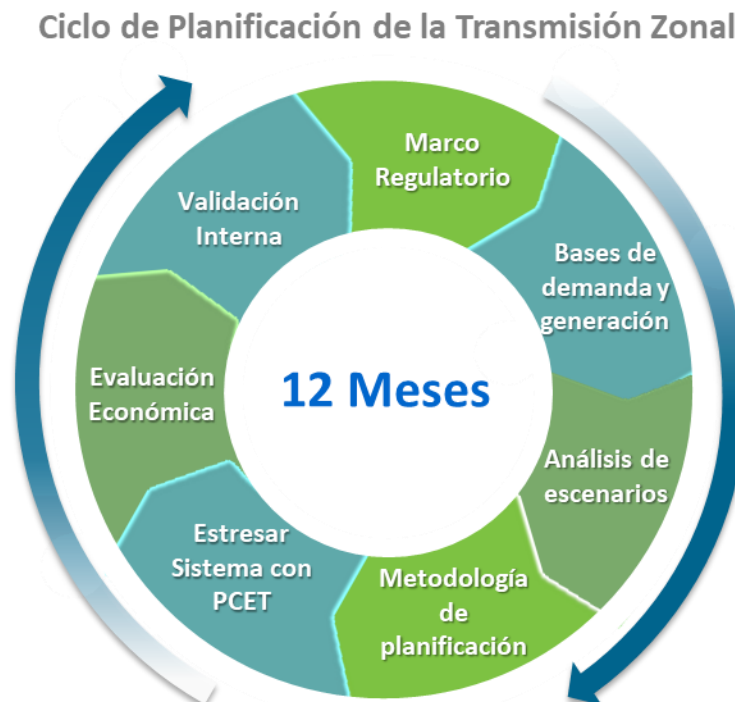 Ciclo de Planificación de la Transmisión Zonal
Marco
Regulatorio
Bases de
demanda y
generación
Análisis de
escenarios
Metodología
de
planificación
Estresar
Sistema con
PCET
Evaluación
Económica
Validación
Interna
12 Meses